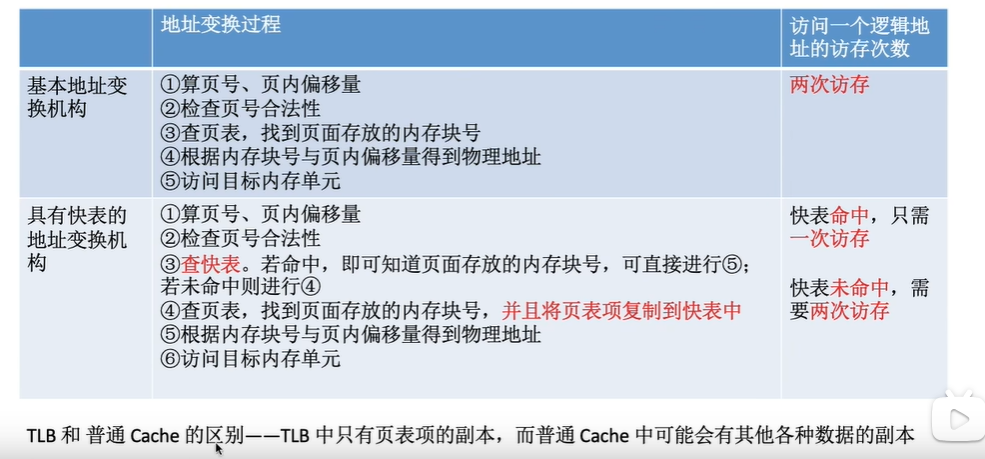 地址变换过程
访问一个逻辑地
址的访存次数
基本地址变
换机构
①算页号、页内偏移量
②检查页号合法性
③查页表，找到页面存放的内存块号
④根据内存块号与页内偏移量得到物理地址
⑤访问目标内存单元
两次访存
具有快表的
地址变换机
构
①算页号、页内偏移量
②检查页号合法性
③查快表。若命中，即可知道页面存放的内存块号，可直接进行⑤；
若未命中则进行④
④查页表，找到页面存放的内存块号，并且将页表项复制到快表中
⑤根据内存块号与页内偏移量得到物理地址
⑥访问目标内存单元
快表命中，只需
一次访存
快表未命中，需
要两次访存
TLB 和 普通 Cache 的区别——TLB 中只有页表项的副本，而普通 Cache 中可能会有其他各种数据的副本